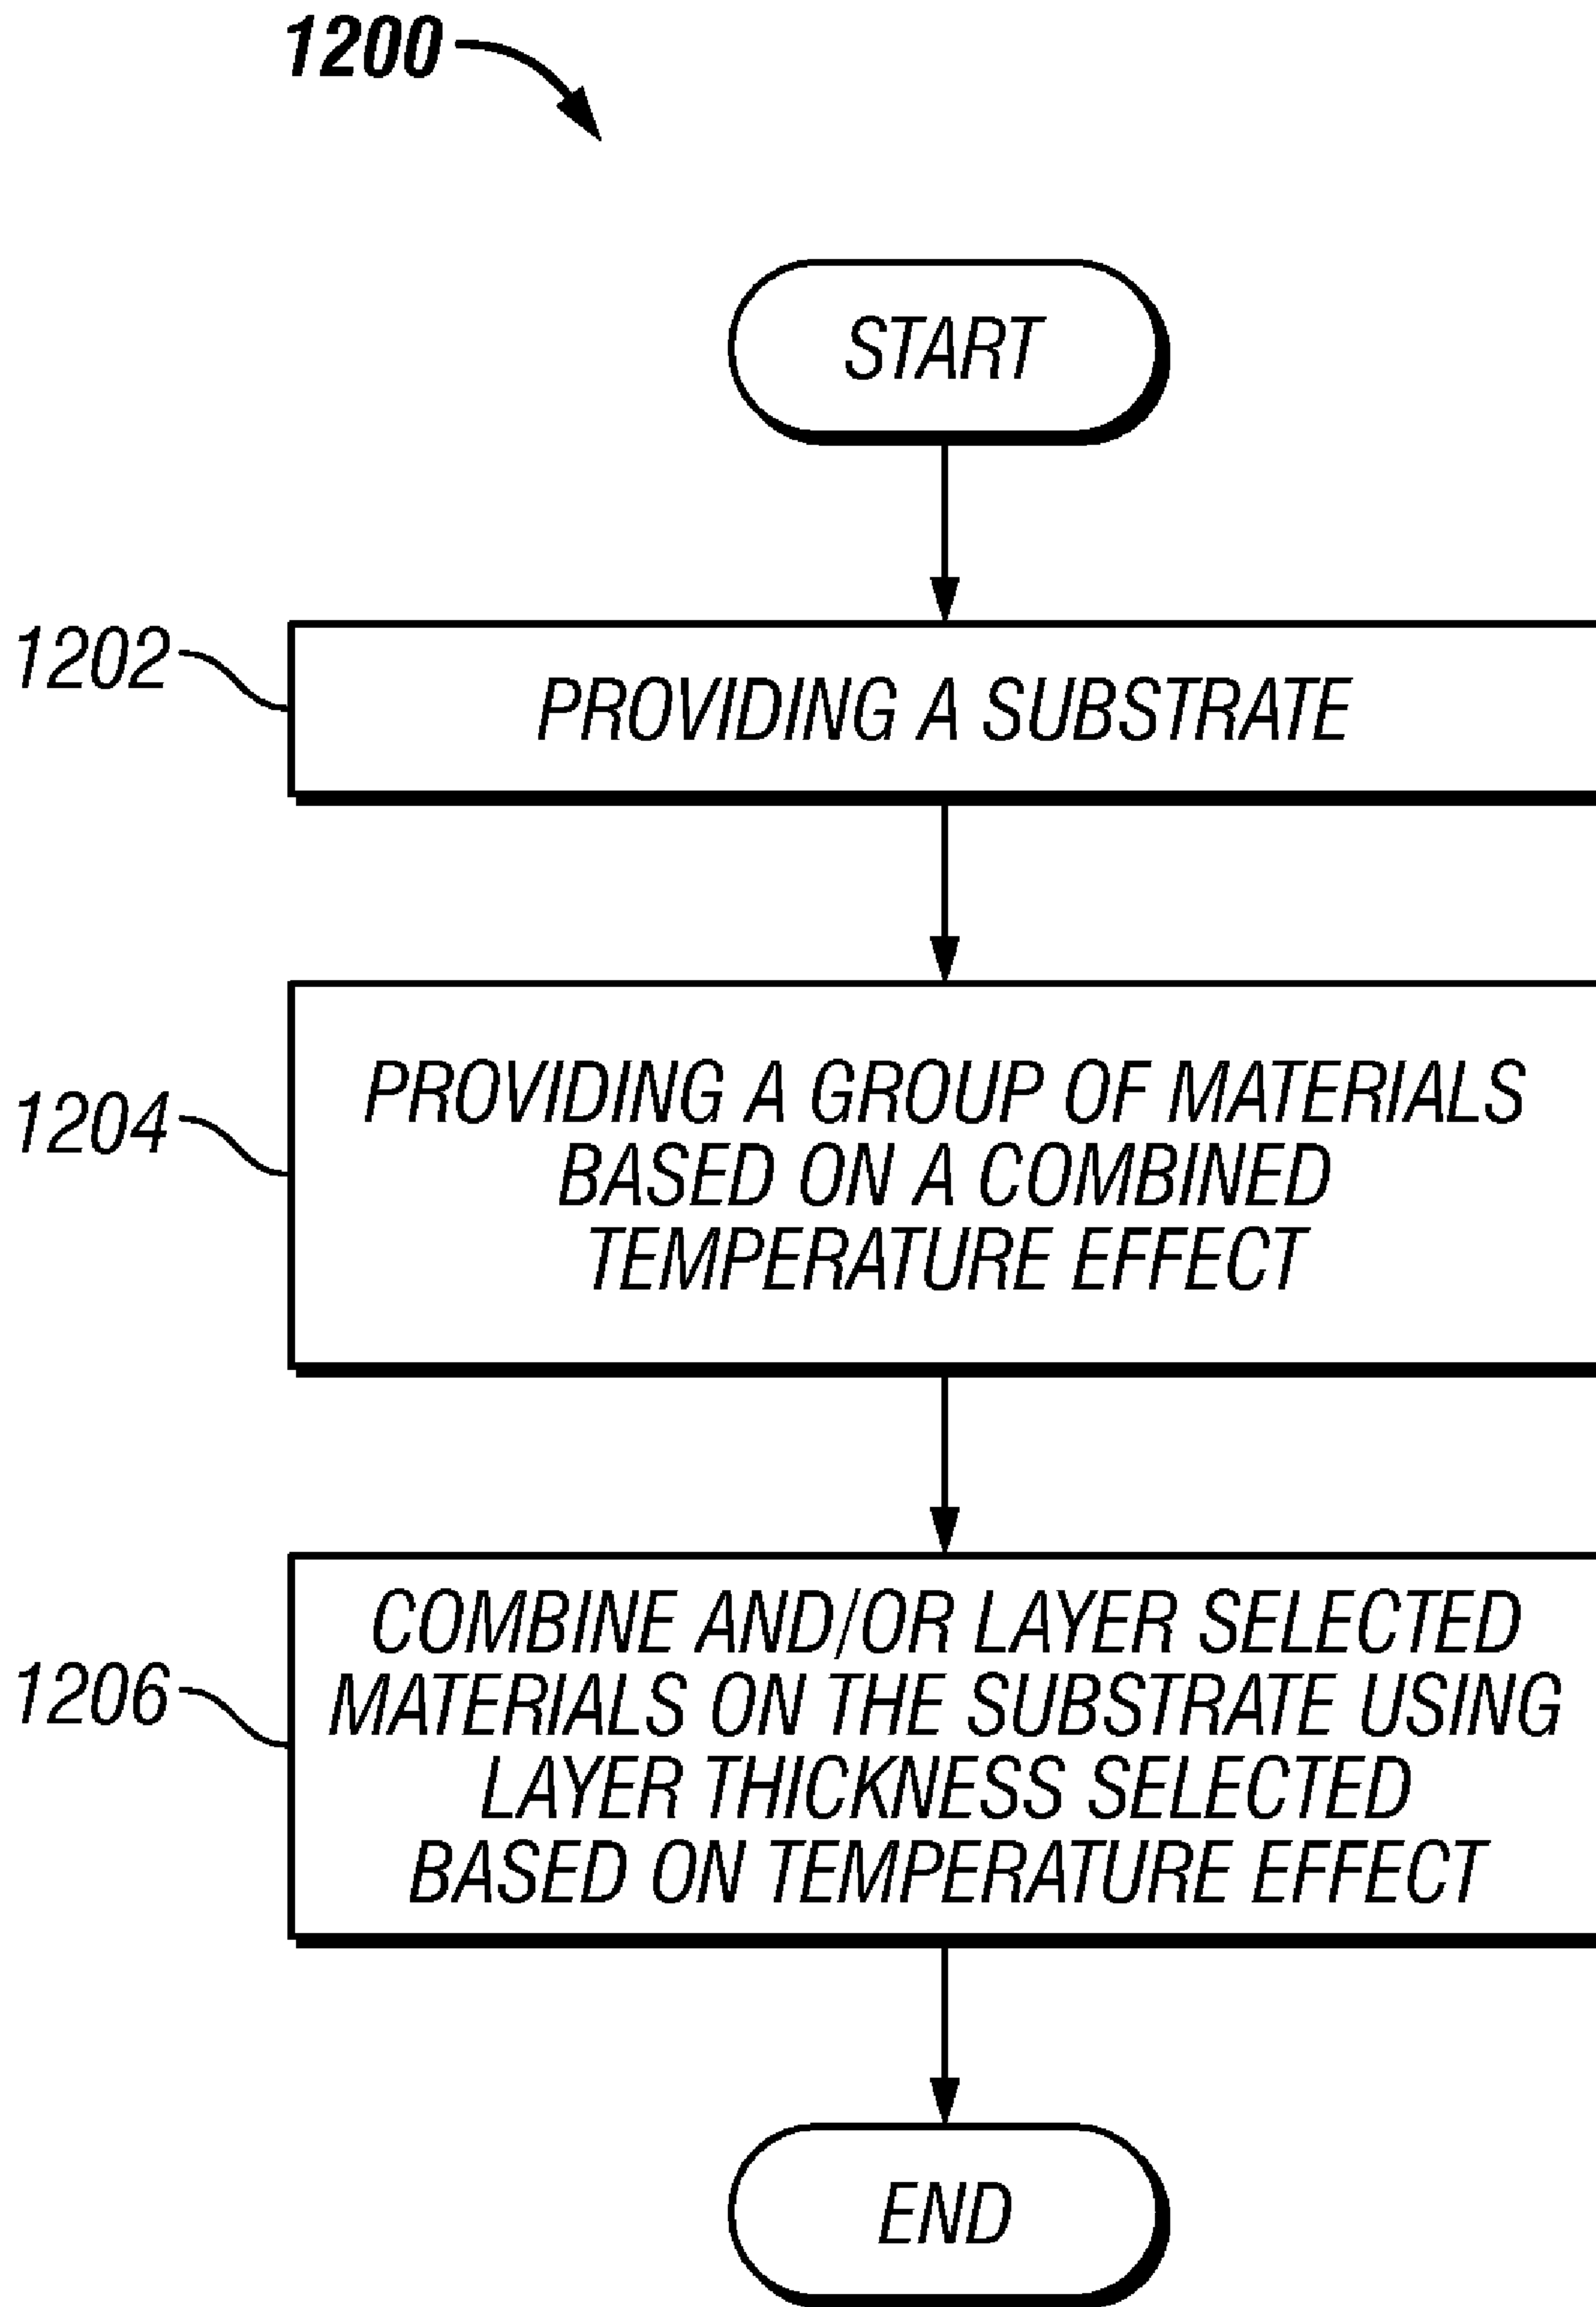 1200
START
1202
PROVIDING A SUBSTRATE
1204
PROVIDING A GROUP OF MATERIALS
BASED ON A COMBINED
TEMPERATURE EFFECT
1206
COMBINE AND/OR LAYER SELECTED
MATERIALS ON THE SUBSTRATE USING
LAYER THICKNESS SELECTED
BASED ON TEMPERATURE EFFECT
END